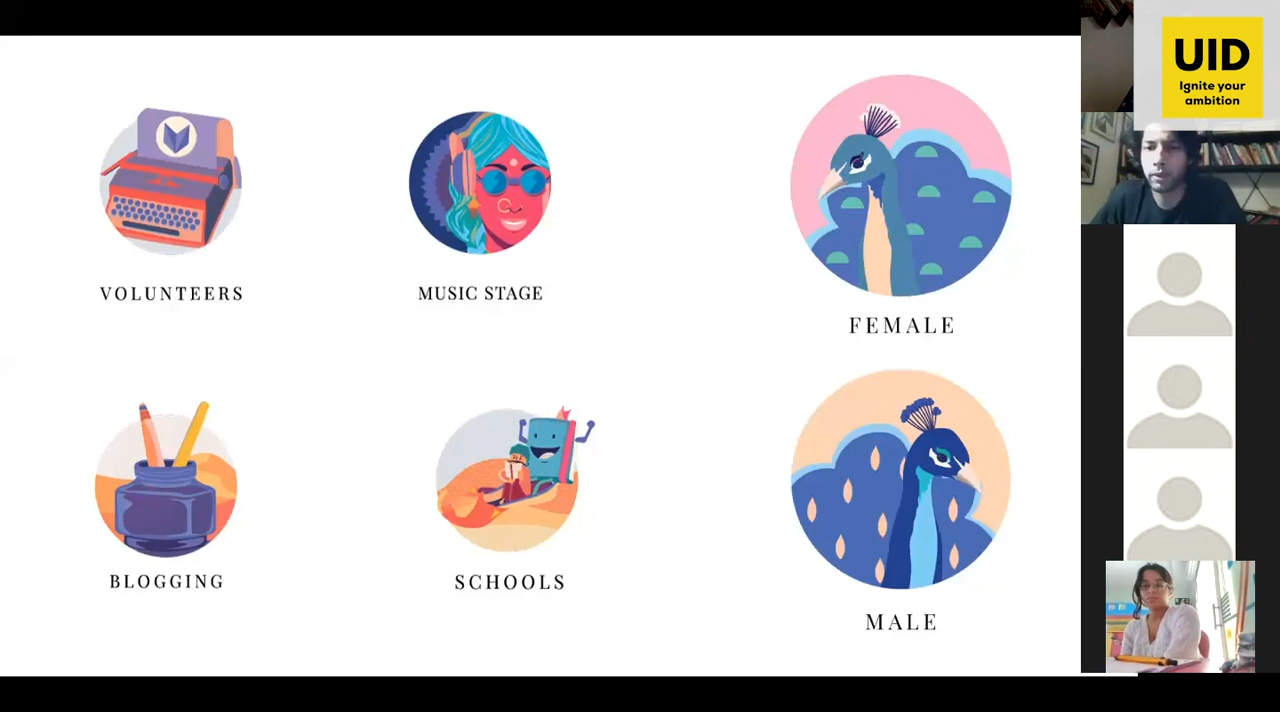 VOLUNTEERS
MUSIC STAGE
FEMALE
BLOGGING
SCHOOLS
MALE
UID
Ignite your
ambition